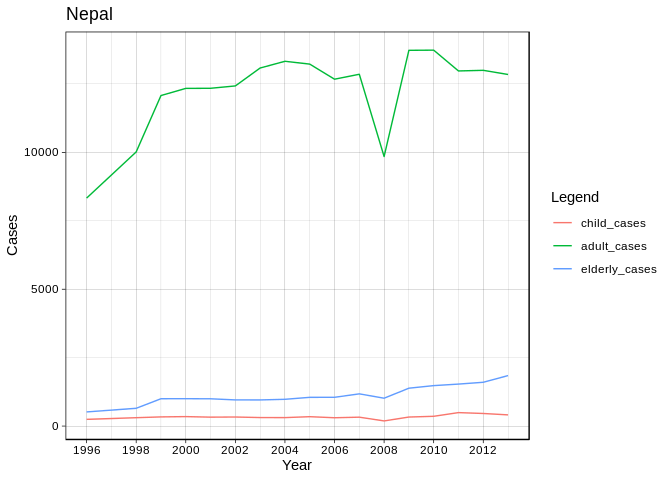 Nepal
Cases
10000
5000
0
1996 1998 2000 2002 2004 2006 2008 2010 2012
Year
Legend
child_cases
adult_cases
elderly_cases